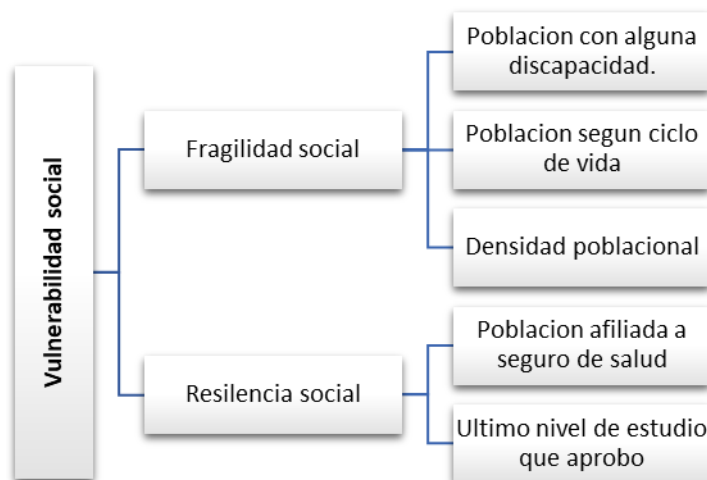 Vulnerabilidad social
Fragilidad social
Poblacion con alguna
discapacidad.
Poblacion segun ciclo
de vida
Densidad poblacional
Resilencia social
Poblacion afiliada a
seguro de salud
Ultimo nivel de estudio
que aprobo